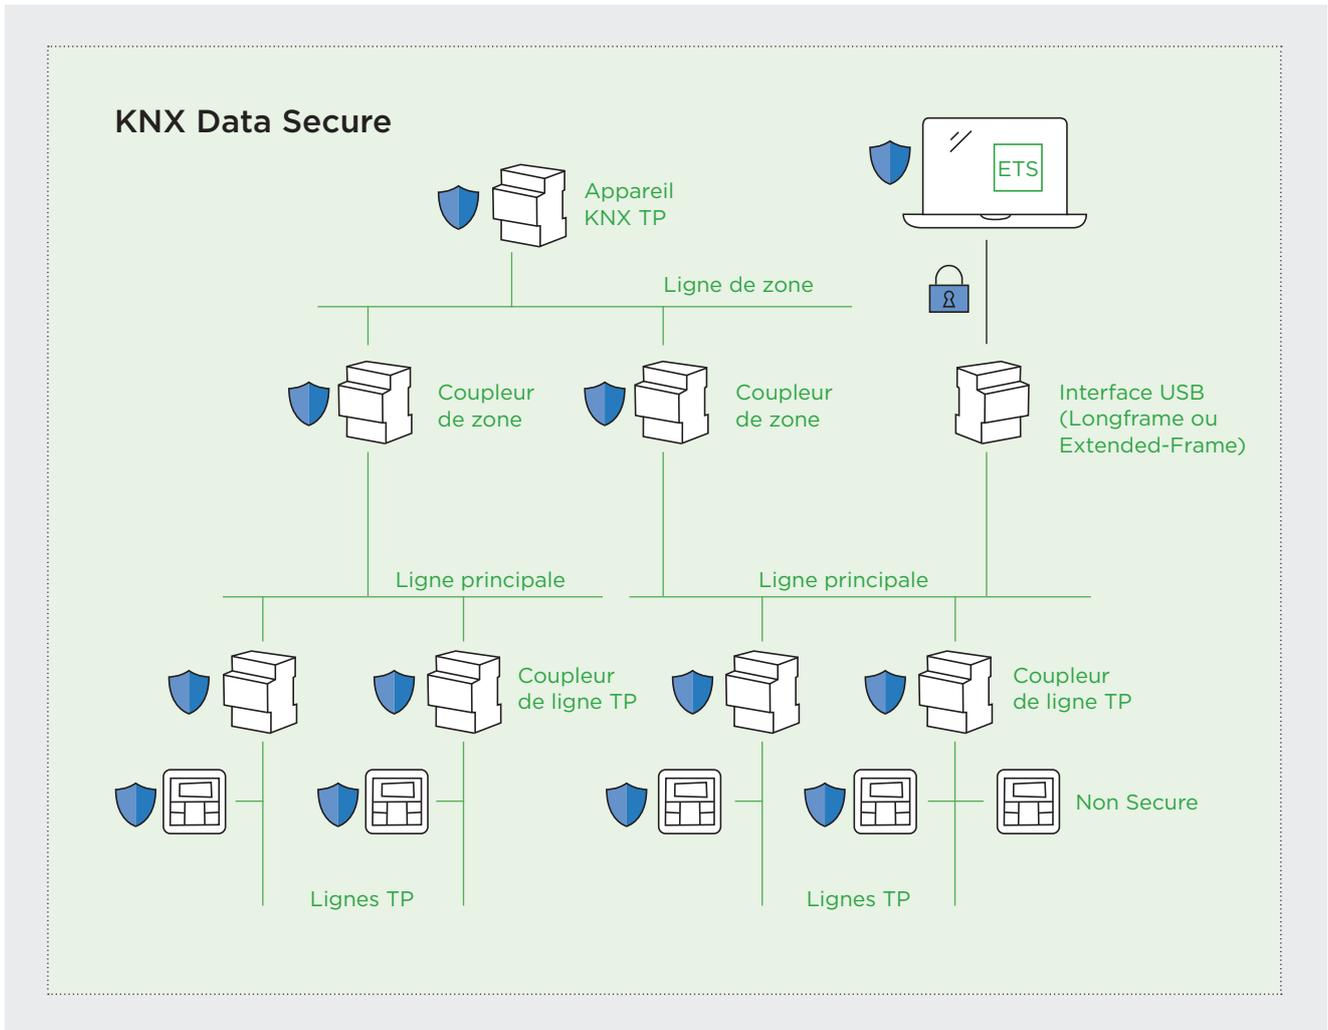 KNX Data Secure
ETS
Appareil
KNX TP
Ligne de zone
Coupleur
de zone
Coupleur
de zone
Interface USB
(Longframe ou
Extended-Frame)
Ligne principale
Ligne principale
Coupleur
de ligne TP
Coupleur
de ligne TP
Non Secure
Lignes TP
Lignes TP